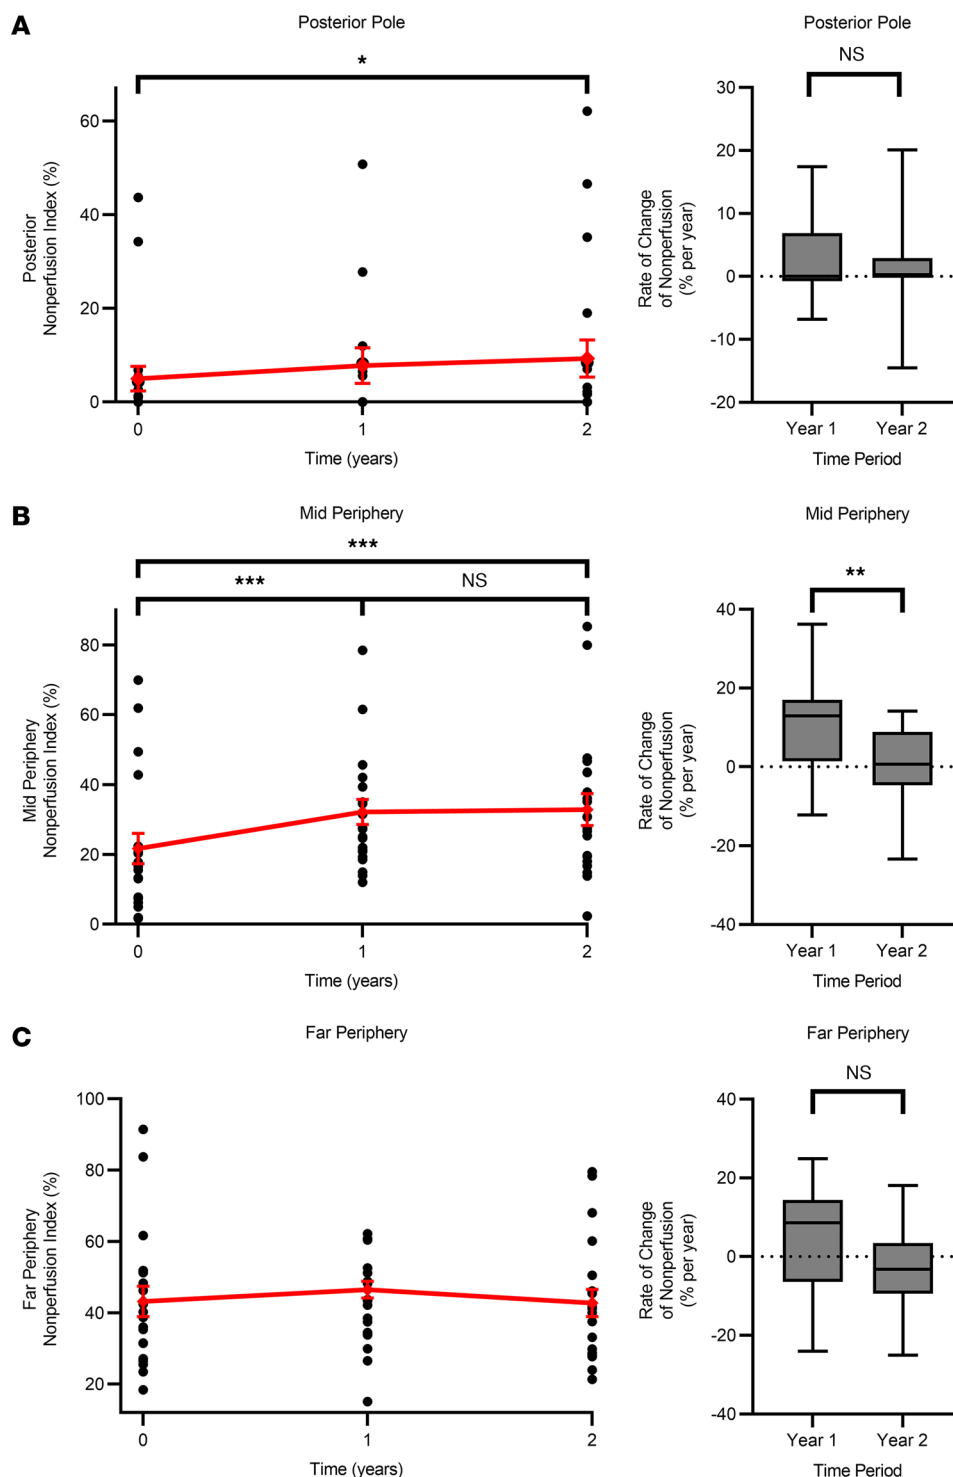 A
Posterior Pole
*
Posterior
Nonperfusion Index (%)
60
40
20
0
0
1
2
Time (years)
Posterior Pole
NS
Rate of Change
of Nonperfusion
(% per year)
30
20
10
0
-10
-20
Year 1
Year 2
Time Period
B
Mid Periphery
***
***
NS
Mid Periphery
Nonperfusion Index (%)
80
60
40
20
0
0
1
2
Time (years)
Mid Periphery
**
Rate of Change
of Nonperfusion
(% per year)
40
20
0
-20
-40
Year 1
Year 2
Time Period
C
Far Periphery
Far Periphery
Nonperfusion Index (%)
100
80
60
40
20
0
1
2
Time (years)
Far Periphery
NS
Rate of Change
of Nonperfusion
(% per year)
40
20
0
-20
-40
Year 1
Year 2
Time Period